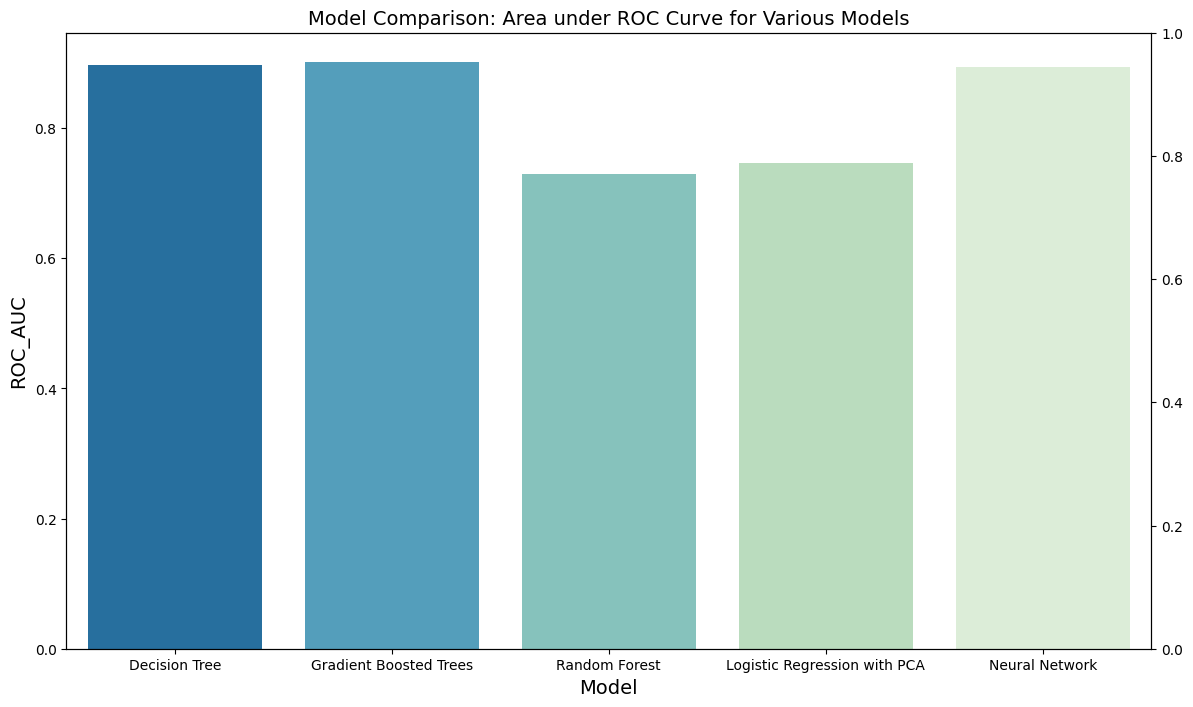 Model Comparison: Area under ROC Curve for Various Models
ROC_AUC
0.8
0.6
0.4
0.2
0.0
1.0
0.8
0.6
0.4
0.2
0.0
Decision Tree
Gradient Boosted Trees
Random Forest
Logistic Regression with PCA
Neural Network
Model